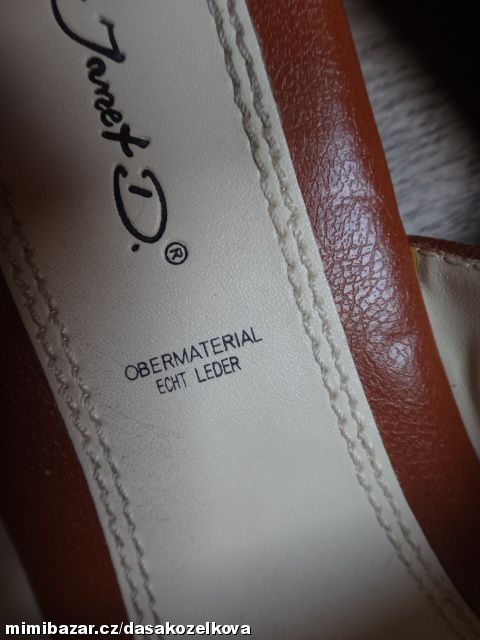 Janet D.®
OBERMATERIAL
ECHT LEDER
mimibazar.cz/dasakozelkova